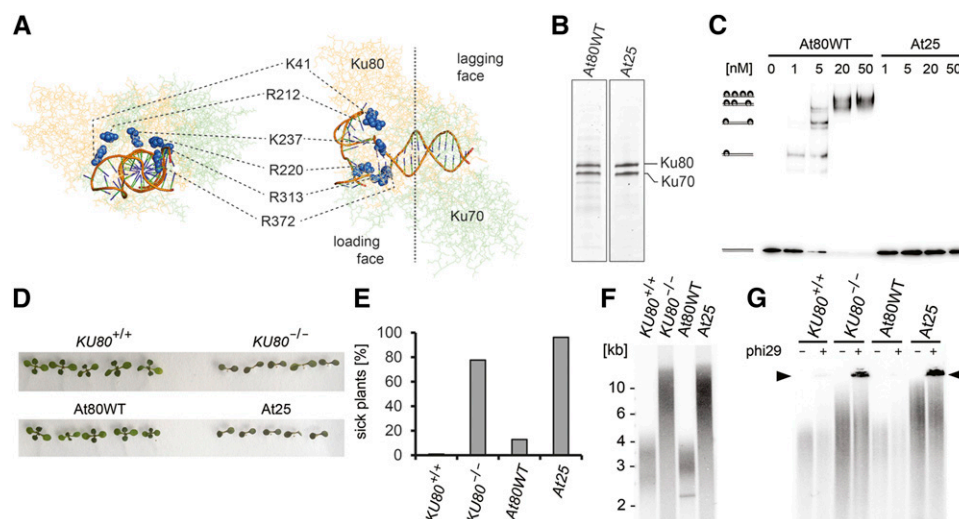 A
K41
R212
K237
R220
R313
R372
Ku80
lagging
face
loading
face
Ku70
B
At80WT
At25
Ku80
Ku70
C
At80WT At25
[nM] 0 1 5 20 50 1 5 20 50
D
KU80+/+ KU80−/−
At80WT At25
E
sick plants [%]
100
80
60
40
20
0
KU80+/+
KU80−/−
At80WT
At25
F
KU80+/+
KU80−/−
At80WT
At25
[kb]
10
6
4
3
2
G
KU80+/+
KU80−/−
At80WT
At25
phi29 − + − + − + − +